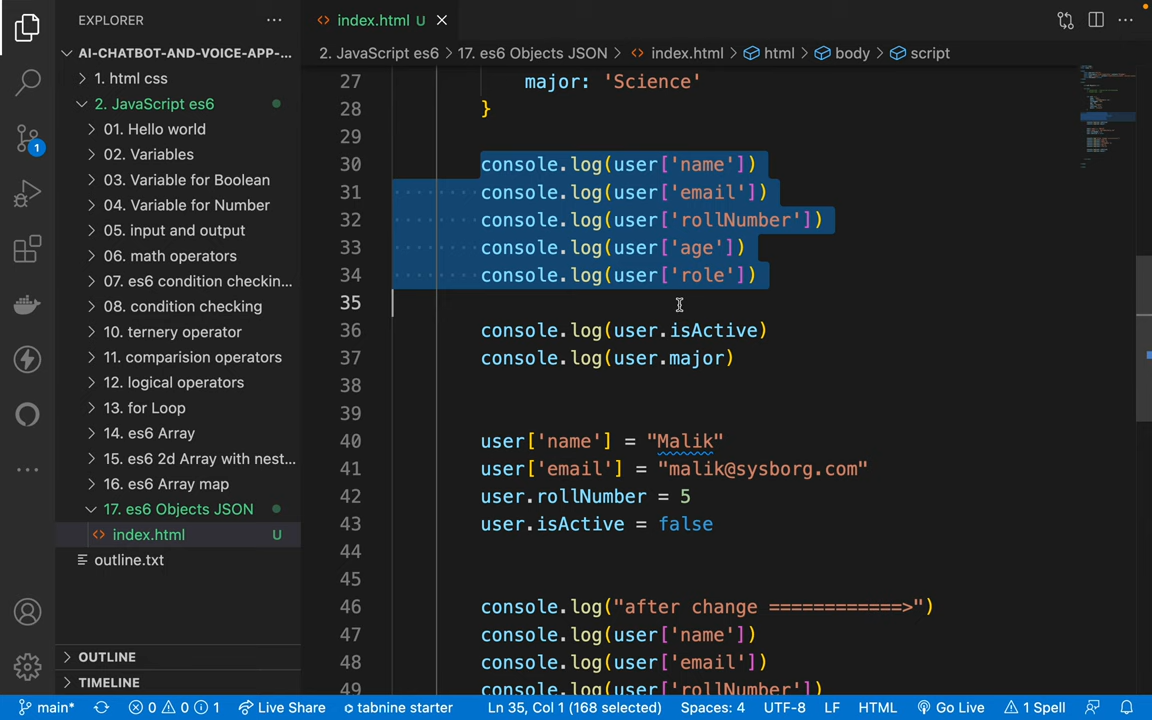 EXPLORER
index.html U
AI-CHATBOT-AND-VOICE-APP-...
1. html css
2. JavaScript es6
01. Hello world
02. Variables
03. Variable for Boolean
04. Variable for Number
05. input and output
06. math operators
07. es6 condition checkin...
08. condition checking
10. ternery operator
11. comparision operators
12. logical operators
13. for Loop
14. es6 Array
15. es6 2d Array with nest...
16. es6 Array map
17. es6 Objects JSON
index.html U
outline.txt
OUTLINE
TIMELINE
1
2. JavaScript es6 > 17. es6 Objects JSON > index.html > html > body > script
27 major: 'Science'
28 }
29
30 console.log(user['name'])
31 console.log(user['email'])
32 console.log(user['rollNumber'])
33 console.log(user['age'])
34 console.log(user['role'])
35
36 console.log(user.isActive)
37 console.log(user.major)
38
39
40 user['name'] = "Malik"
41 user['email'] = "malik@sysborg.com"
42 user.rollNumber = 5
43 user.isActive = false
44
45
46 console.log("after change ============>")
47 console.log(user['name'])
48 console.log(user['email'])
49 console.log(user['rollNumber'])
main* 0 0 1 Live Share tabnine starter Ln 35, Col 1 (168 selected) Spaces: 4 UTF-8 LF HTML Go Live 1 Spell